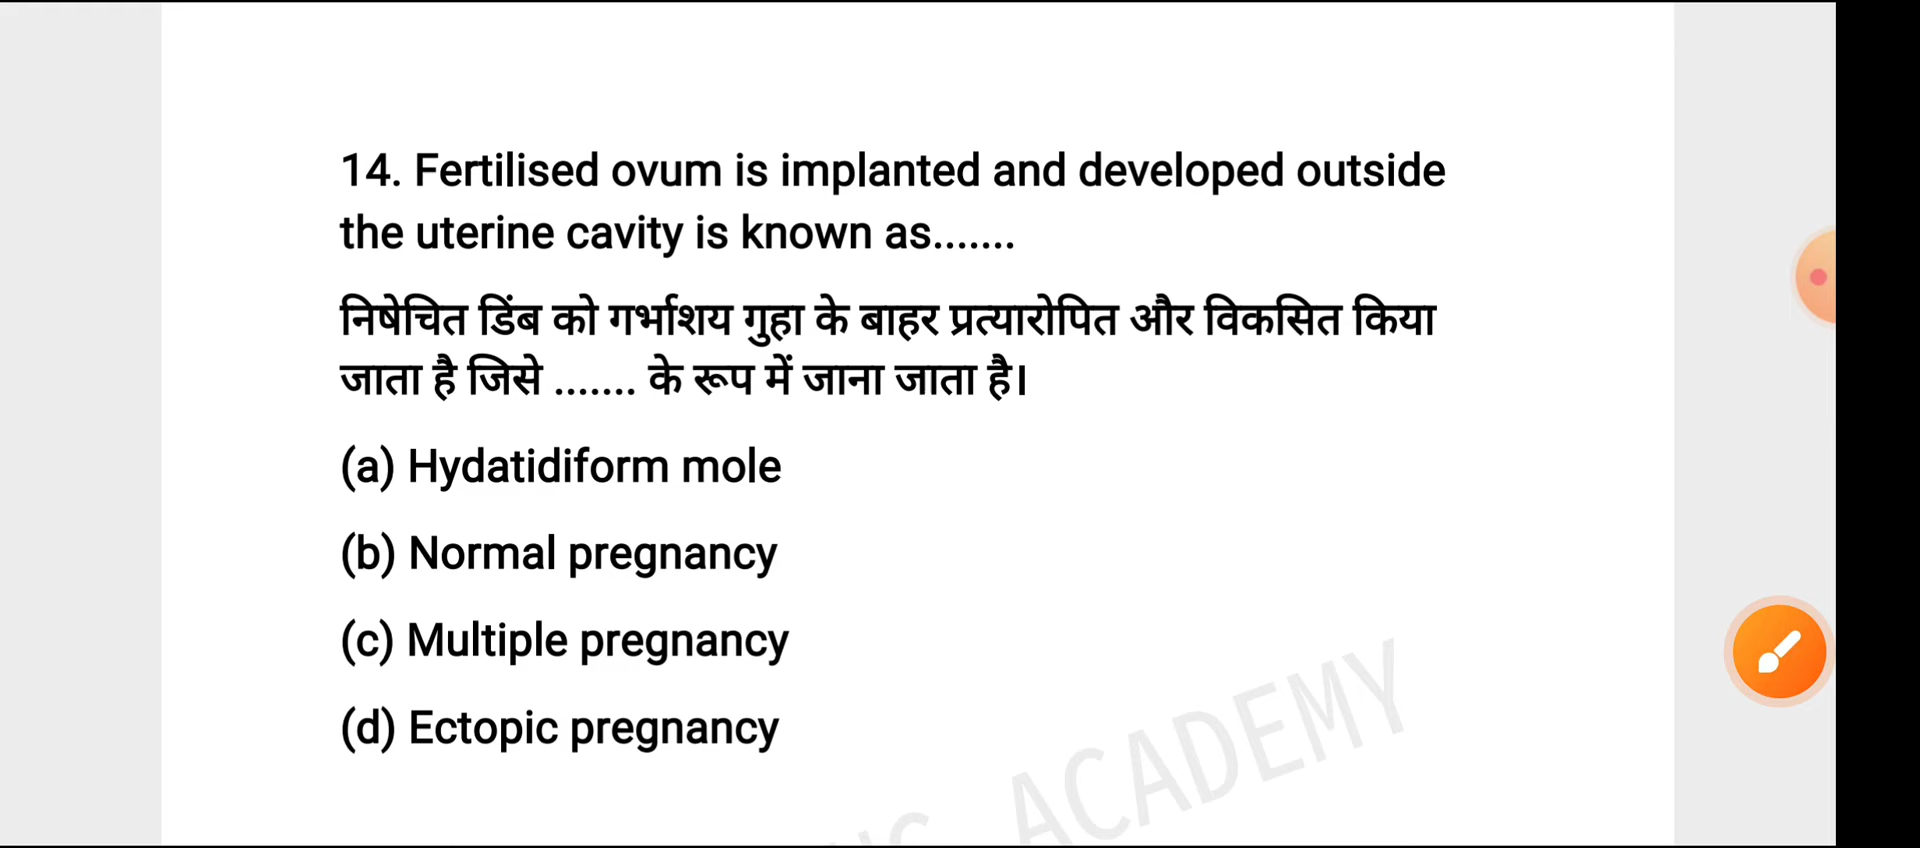 14. Fertilised ovum is implanted and developed outside
the uterine cavity is known as.......
निषेचित डिंब को गर्भाशय गुहा के बाहर प्रत्यारोपित और विकसित किया
जाता है जिसे ....... के रूप में जाना जाता है।
(a) Hydatidiform mole
(b) Normal pregnancy
(c) Multiple pregnancy
(d) Ectopic pregnancy
ACADEMY